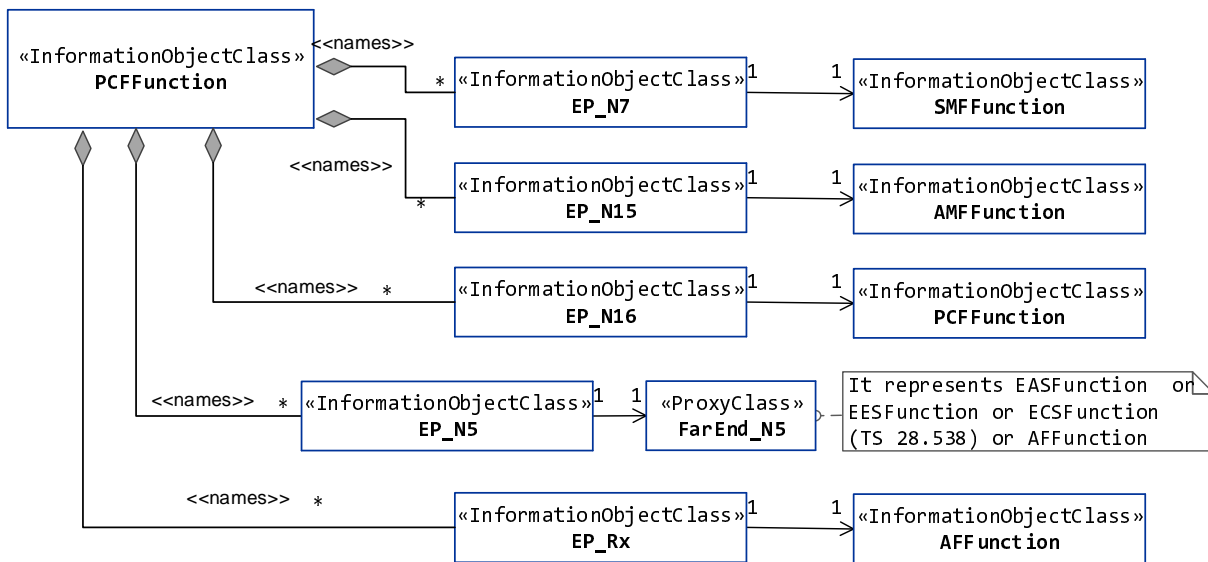 «InformationObjectClass»
PCFFunction
<<names>>
*
«InformationObjectClass»
EP_N7
1
1
«InformationObjectClass»
SMFFunction
<<names>>
*
«InformationObjectClass»
EP_N15
1
1
«InformationObjectClass»
AMFFunction
<<names>>
*
«InformationObjectClass»
EP_N16
1
1
«InformationObjectClass»
PCFFunction
<<names>>
*
«InformationObjectClass»
EP_N5
1
1
«ProxyClass»
FarEnd_N5
It represents EASFunction or
EESFunction or ECSFunction
(TS 28.538) or AFFunction
<<names>>
*
«InformationObjectClass»
EP_Rx
1
1
«InformationObjectClass»
AFFunction